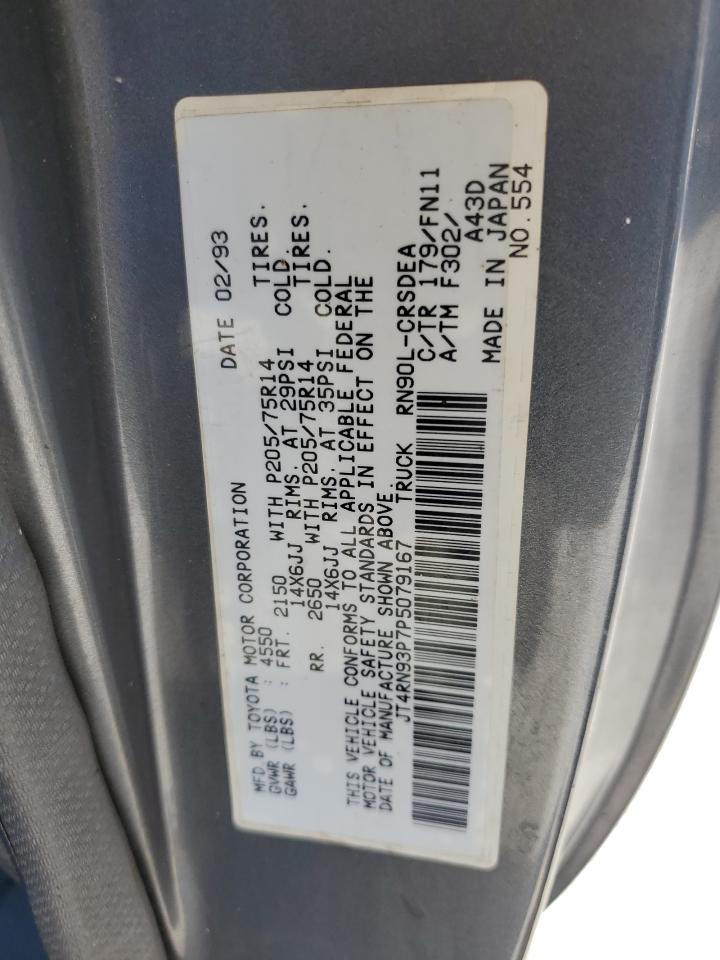 MFD. BY TOYOTA MOTOR CORPORATION DATE 02/93
GVWR (LBS) : 4550
GAWR (LBS) : FRT. 2150 WITH P205/75R14 TIRES.
14X6JJ RIMS, AT 29PSI COLD
RR. 2650 WITH P205/75R14 TIRES.
14X6JJ RIMS, AT 35PSI COLD.
THIS VEHICLE CONFORMS TO ALL APPLICABLE FEDERAL
MOTOR VEHICLE SAFETY STANDARDS IN EFFECT ON THE
DATE OF MANUFACTURE SHOWN ABOVE.
JT4RN93P7P5079167 TRUCK RN90L-CRSDEA
C/TR 179/FN11
A/TM F302/
A43D
MADE IN JAPAN
NO.554